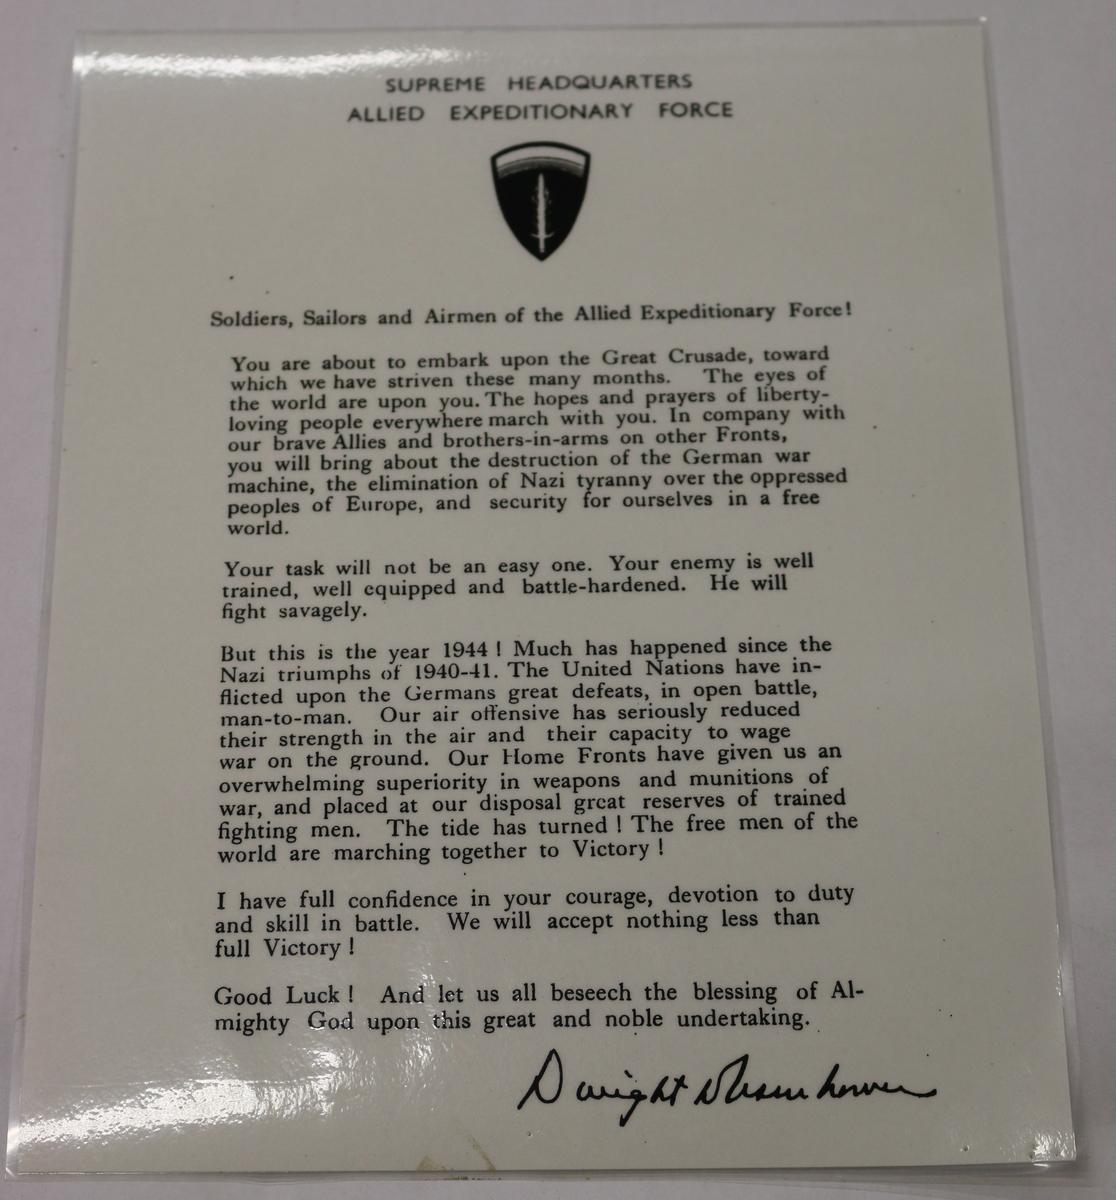 SUPREME HEADQUARTERS
ALLIED EXPEDITIONARY FORCE
Soldiers, Sailors and Airmen of the Allied Expeditionary Force!
You are about to embark upon the Great Crusade, toward
which we have striven these many months. The eyes of
the world are upon you. The hopes and prayers of liberty-
loving people everywhere march with you. In company with
our brave Allies and brothers-in-arms on other Fronts,
you will bring about the destruction of the German war
machine, the elimination of Nazi tyranny over the oppressed
peoples of Europe, and security for ourselves in a free
world.
Your task will not be an easy one. Your enemy is well
trained, well equipped and battle-hardened. He will
fight savagely.
But this is the year 1944 ! Much has happened since the
Nazi triumphs of 1940-41. The United Nations have in-
flicted upon the Germans great defeats, in open battle,
man-to-man. Our air offensive has seriously reduced
their strength in the air and their capacity to wage
war on the ground. Our Home Fronts have given us an
overwhelming superiority in weapons and munitions of
war, and placed at our disposal great reserves of trained
fighting men. The tide has turned ! The free men of the
world are marching together to Victory !
I have full confidence in your courage, devotion to duty
and skill in battle. We will accept nothing less than
full Victory !
Good Luck ! And let us all beseech the blessing of Al-
mighty God upon this great and noble undertaking.
Dwight D Eisenhower